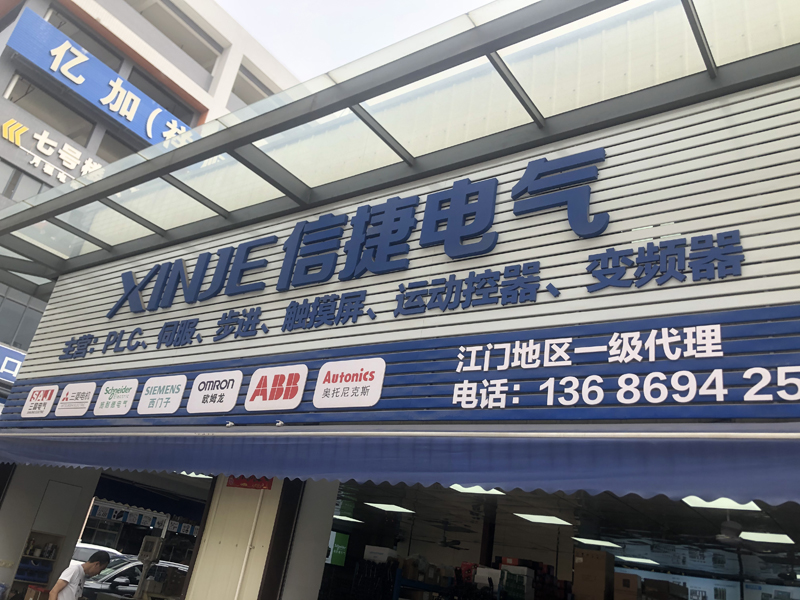 亿加(
七号
XINJE信捷电气
主营:PLC、伺服、步进、触摸屏、运动控器、变频器
江门地区一级代理
电话:136 8694 25
三菱电机
Schneider
SIEMENS
西门子
OMRON
欧姆龙
ABB
Autonics
奥托尼克斯